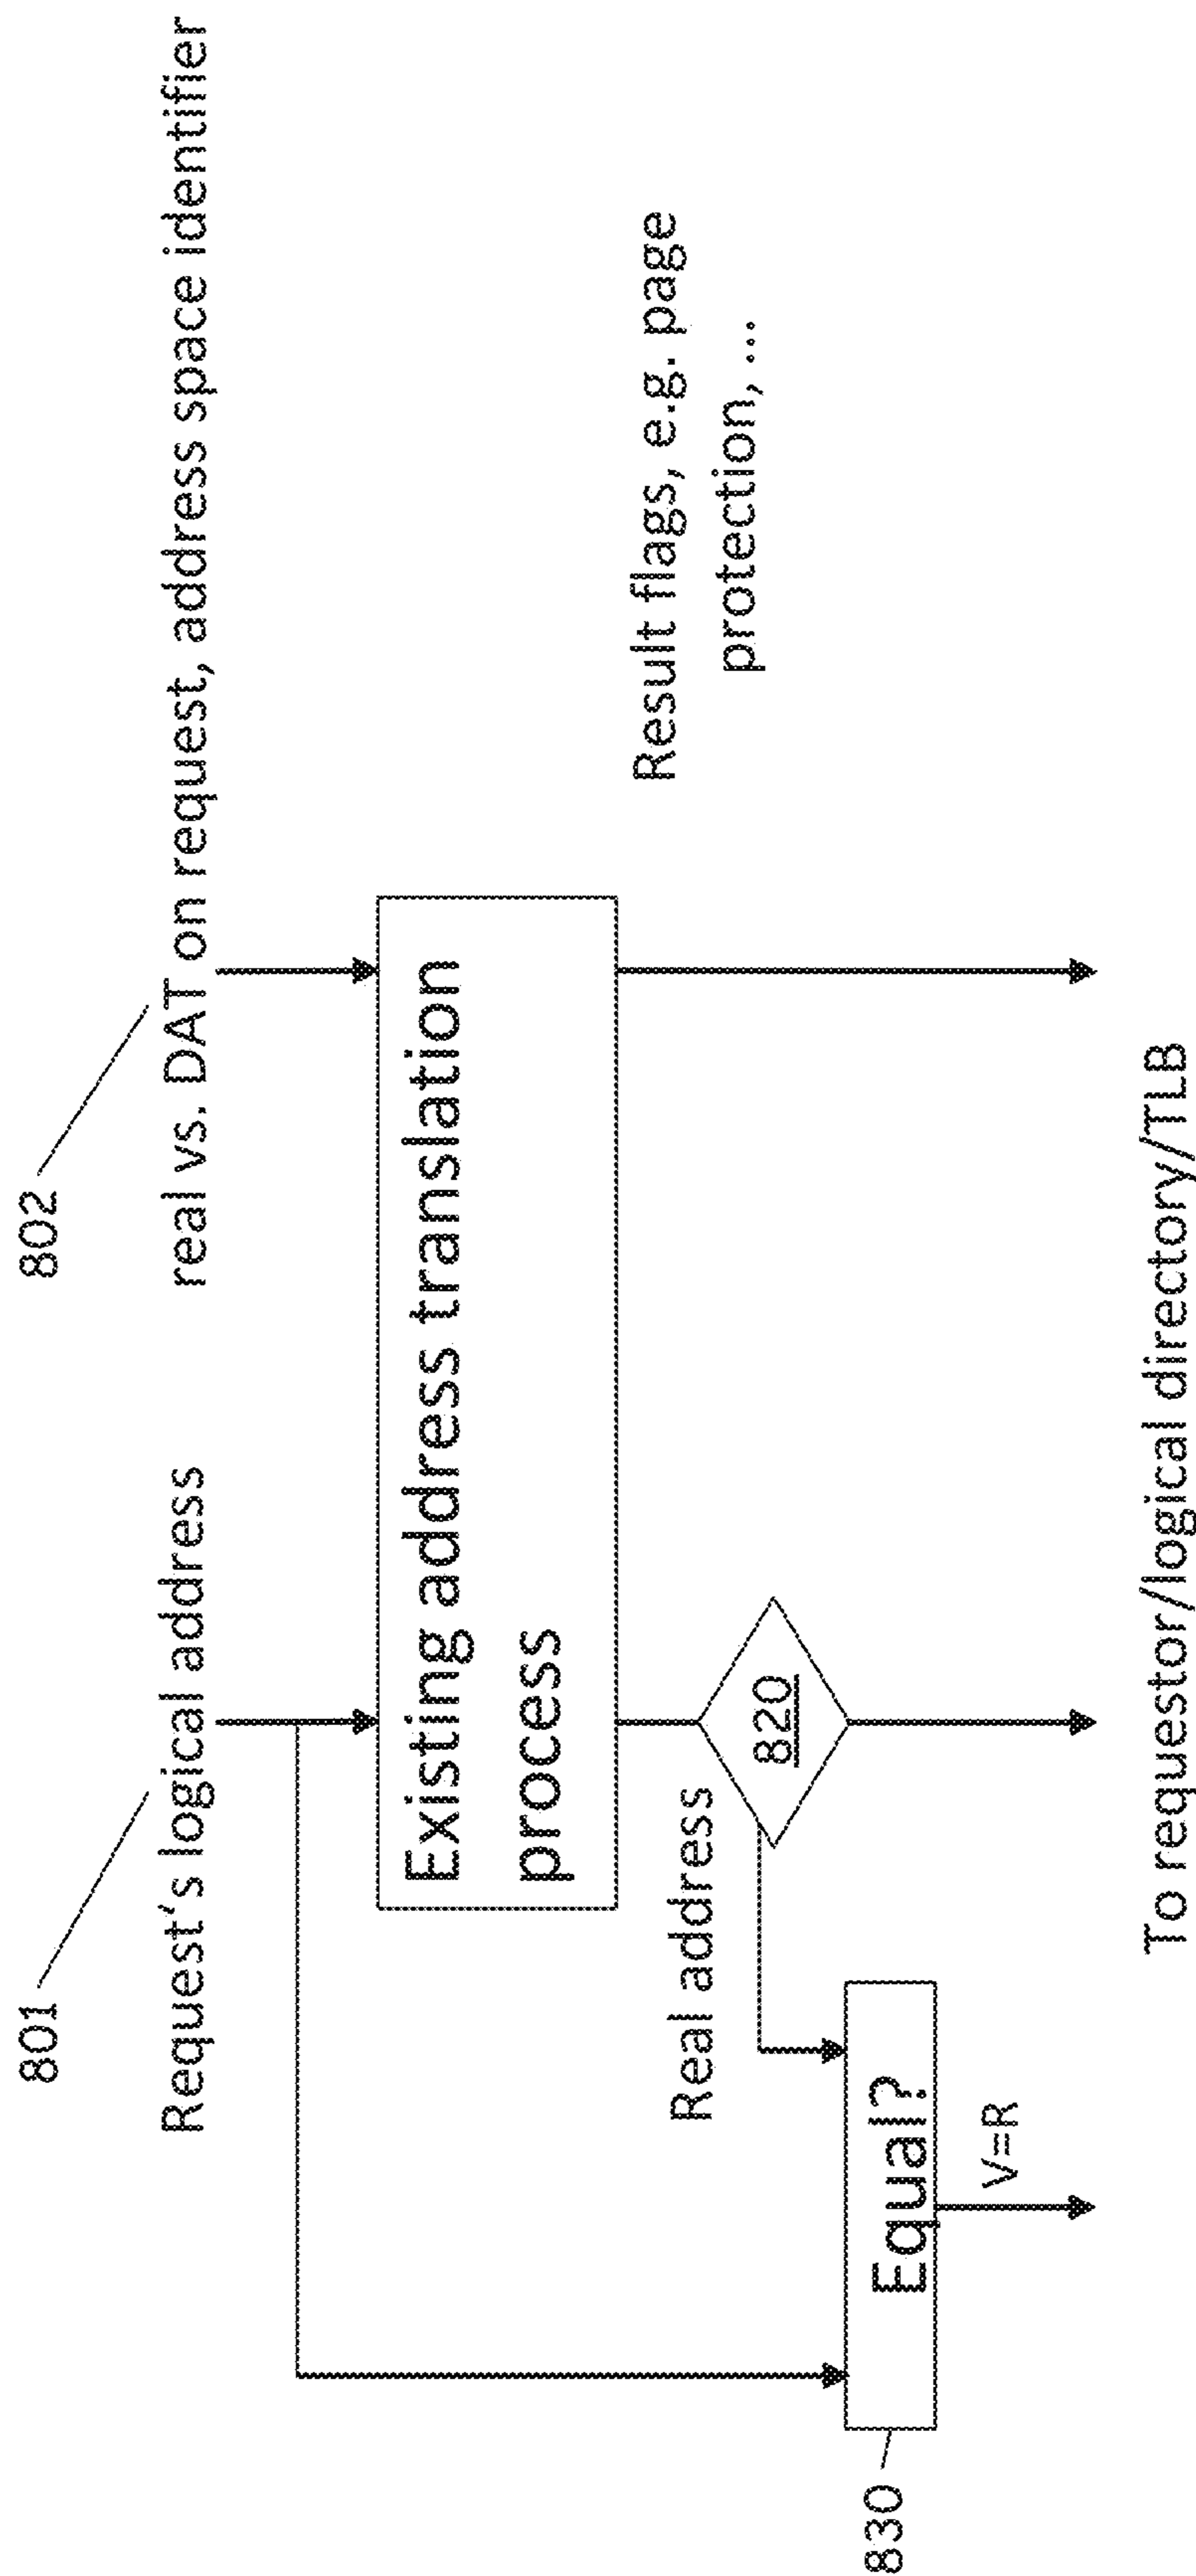 801
802
Request's logical address
real vs. DAT on request, address space identifier
Existing address translation
process
Real address
820
Result flags, e.g. page
protection, ...
830
Equal?
V=R
To requestor/logical directory/TLB